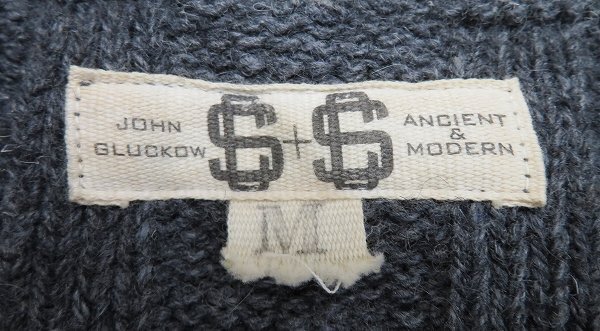 JOHN
GLUCKOW
+
ANCIENT
&
MODERN
M